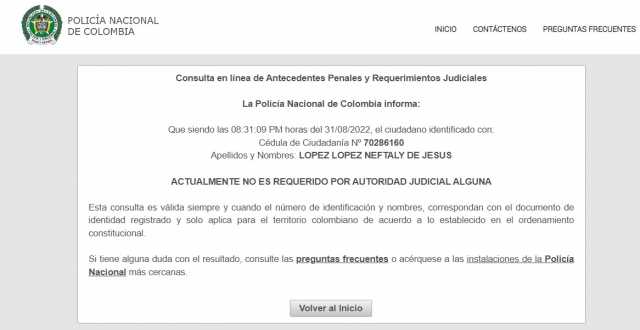 POLICÍA NACIONAL
DE COLOMBIA
INICIO CONTÁCTENOS PREGUNTAS FRECUENTES
Consulta en línea de Antecedentes Penales y Requerimientos Judiciales
La Policía Nacional de Colombia informa:
Que siendo las 08:31:09 PM horas del 31/08/2022, el ciudadano identificado con:
Cédula de Ciudadanía Nº 70286160
Apellidos y Nombres: LOPEZ LOPEZ NEFTALY DE JESUS
ACTUALMENTE NO ES REQUERIDO POR AUTORIDAD JUDICIAL ALGUNA
Esta consulta es válida siempre y cuando el número de identificación y nombres, correspondan con el documento de
identidad registrado y solo aplica para el territorio colombiano de acuerdo a lo establecido en el ordenamiento
constitucional.
Si tiene alguna duda con el resultado, consulte las preguntas frecuentes o acérquese a las instalaciones de la Policía
Nacional más cercanas.
Volver al Inicio